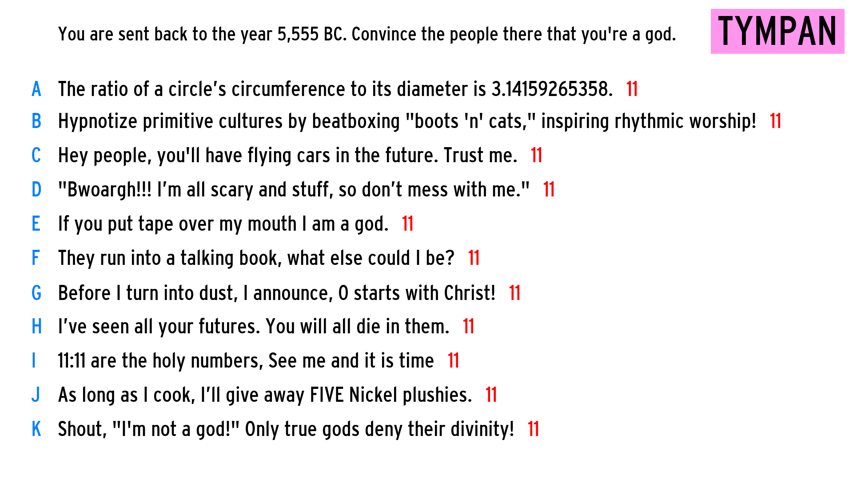 You are sent back to the year 5,555 BC. Convince the people there that you're a god.
TYMPAN
A The ratio of a circle’s circumference to its diameter is 3.14159265358. 11
B Hypnotize primitive cultures by beatboxing "boots 'n' cats," inspiring rhythmic worship! 11
C Hey people, you'll have flying cars in the future. Trust me. 11
D "Bwoargh!!! I’m all scary and stuff, so don’t mess with me." 11
E If you put tape over my mouth I am a god. 11
F They run into a talking book, what else could I be? 11
G Before I turn into dust, I announce, 0 starts with Christ! 11
H I’ve seen all your futures. You will all die in them. 11
I 11:11 are the holy numbers, See me and it is time 11
J As long as I cook, I’ll give away FIVE Nickel plushies. 11
K Shout, "I'm not a god!" Only true gods deny their divinity! 11